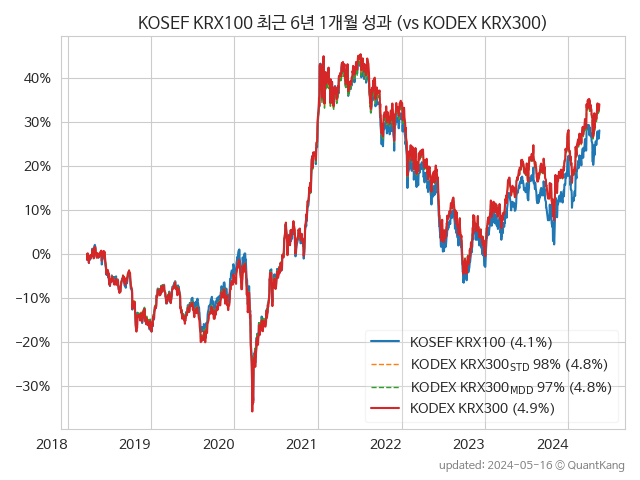 KOSEF KRX100 최근 6년 1개월 성과 (vs KODEX KRX300)
40%
30%
20%
10%
0%
−10%
−20%
−30%
KOSEF KRX100 (4.1%)
KODEX KRX300STD 98% (4.8%)
KODEX KRX300MDD 97% (4.8%)
KODEX KRX300 (4.9%)
2018 2019 2020 2021 2022 2023 2024
updated: 2024-05-16 ⓒ QuantKang